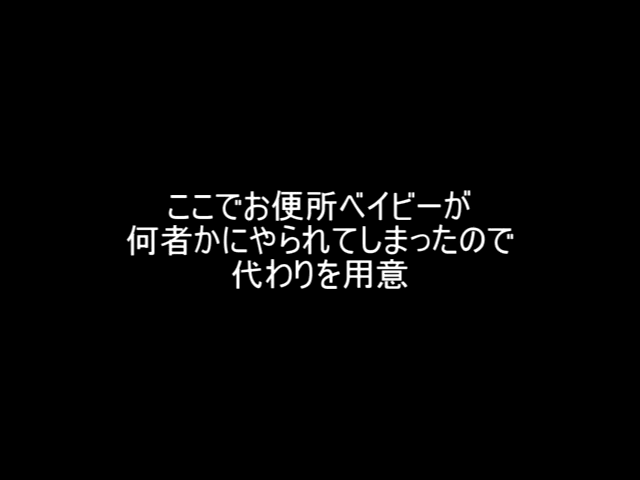 ここでお便所ベイビーが
何者かにやられてしまったので
代わりを用意